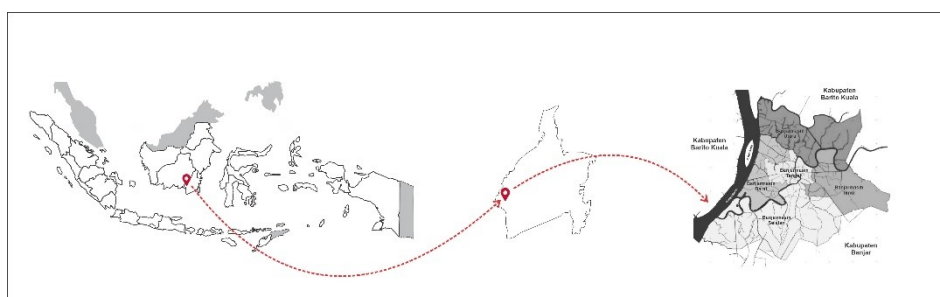 Kabupaten
Barito Kuala
Kabupaten
Barito Kuala
Banjarmasin
Utara
Banjarmasin
Tengah
Banjarmasin
Barat
Banjarmasin
Timur
Banjarmasin
Selatan
Kabupaten
Banjar